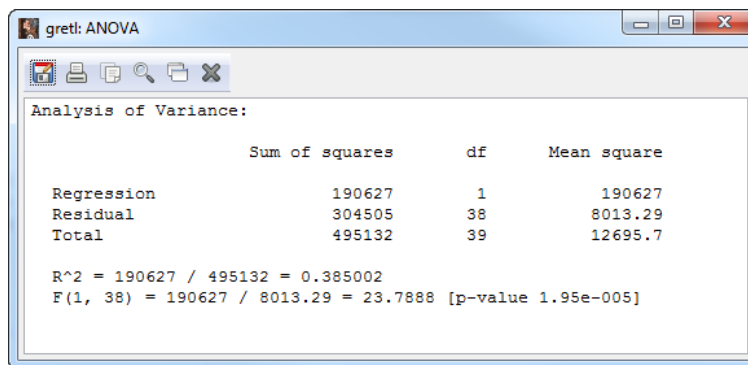 gretl: ANOVA
Analysis of Variance:
Sum of squares df Mean square
Regression 190627 1 190627
Residual 304505 38 8013.29
Total 495132 39 12695.7
R^2 = 190627 / 495132 = 0.385002
F(1, 38) = 190627 / 8013.29 = 23.7888 [p-value 1.95e-005]